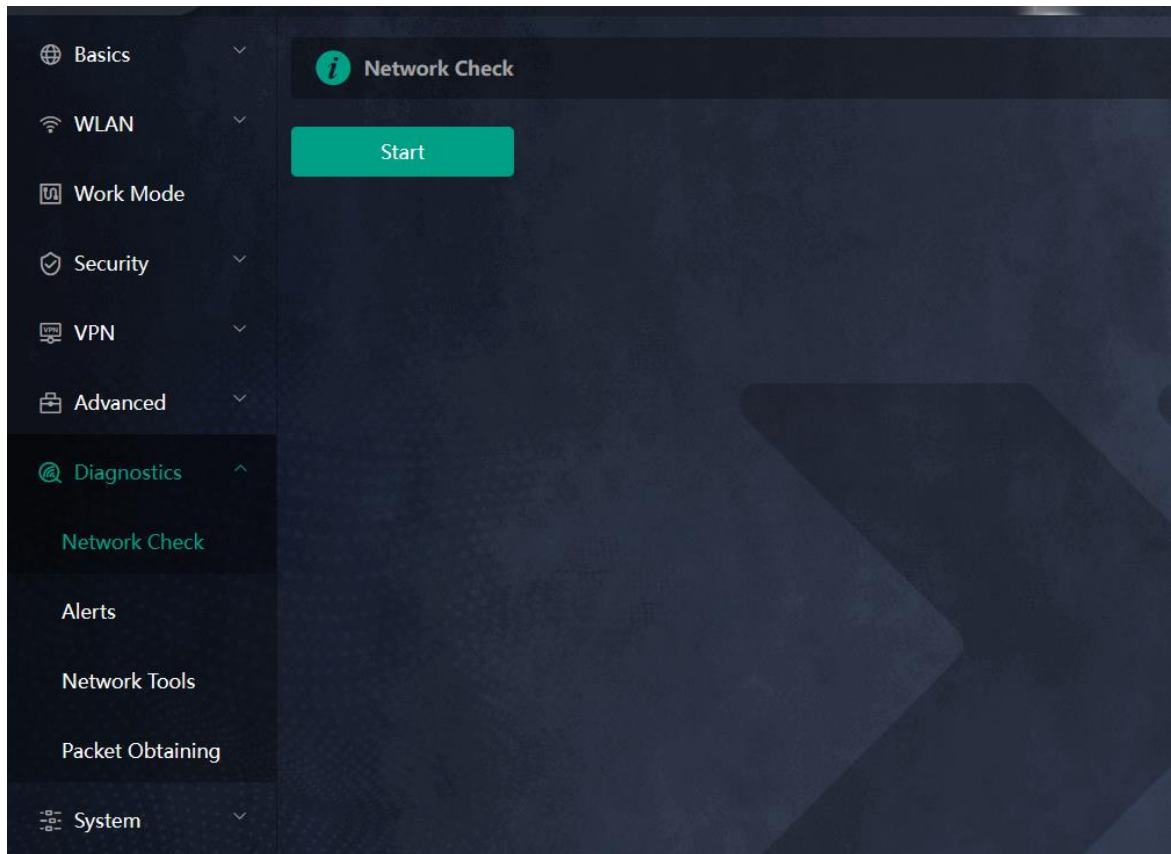 Basics
WLAN
Work Mode
Security
VPN
VPN
Advanced
Diagnostics
Network Check
Alerts
Network Tools
Packet Obtaining
System
i Network Check
Start